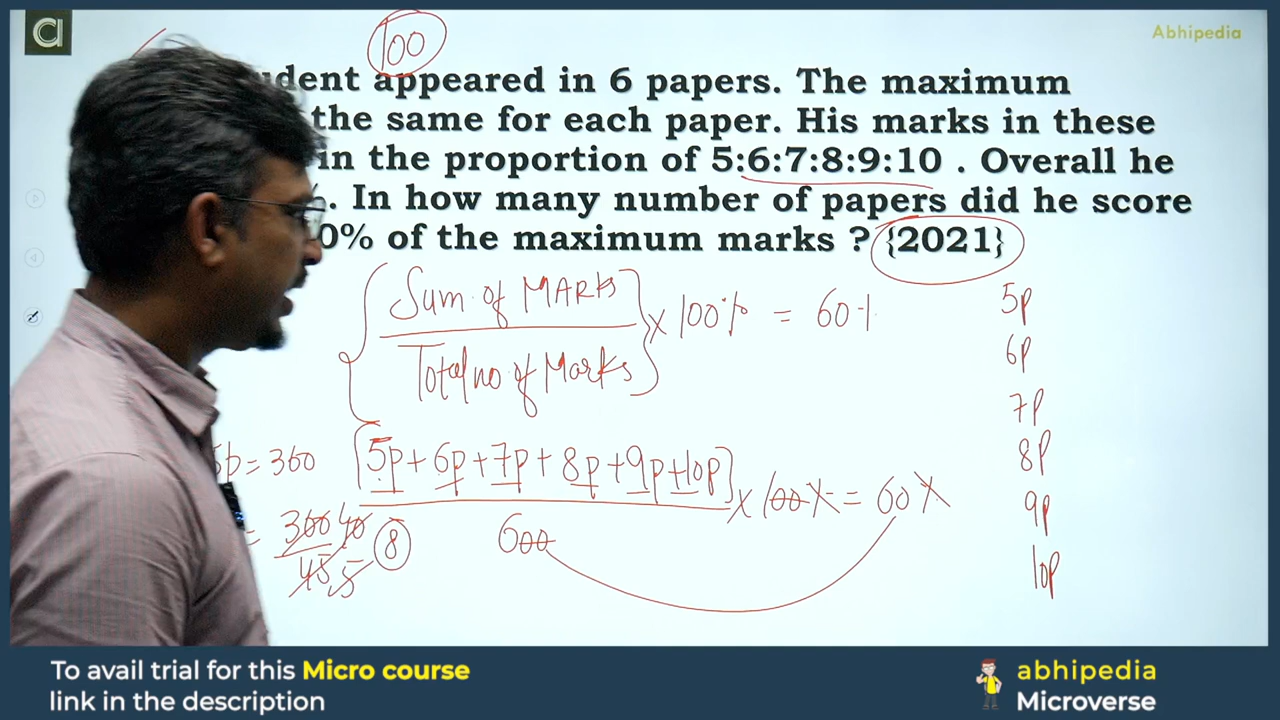 a
Abhipedia
100
udent appeared in 6 papers. The maximum
the same for each paper. His marks in these
in the proportion of 5:6:7:8:9:10 . Overall he
. In how many number of papers did he score
0% of the maximum marks ? {2021}
Sum of MARKS
Total no of Marks
× 100% = 60%
5p
6p
7p
8p
9p
10p
5p = 360
[5p+6p+7p+8p+9p+10p]
600
× 100% = 60%
= 360 40
45 5
8
To avail trial for this Micro course
link in the description
abhipedia
Microverse